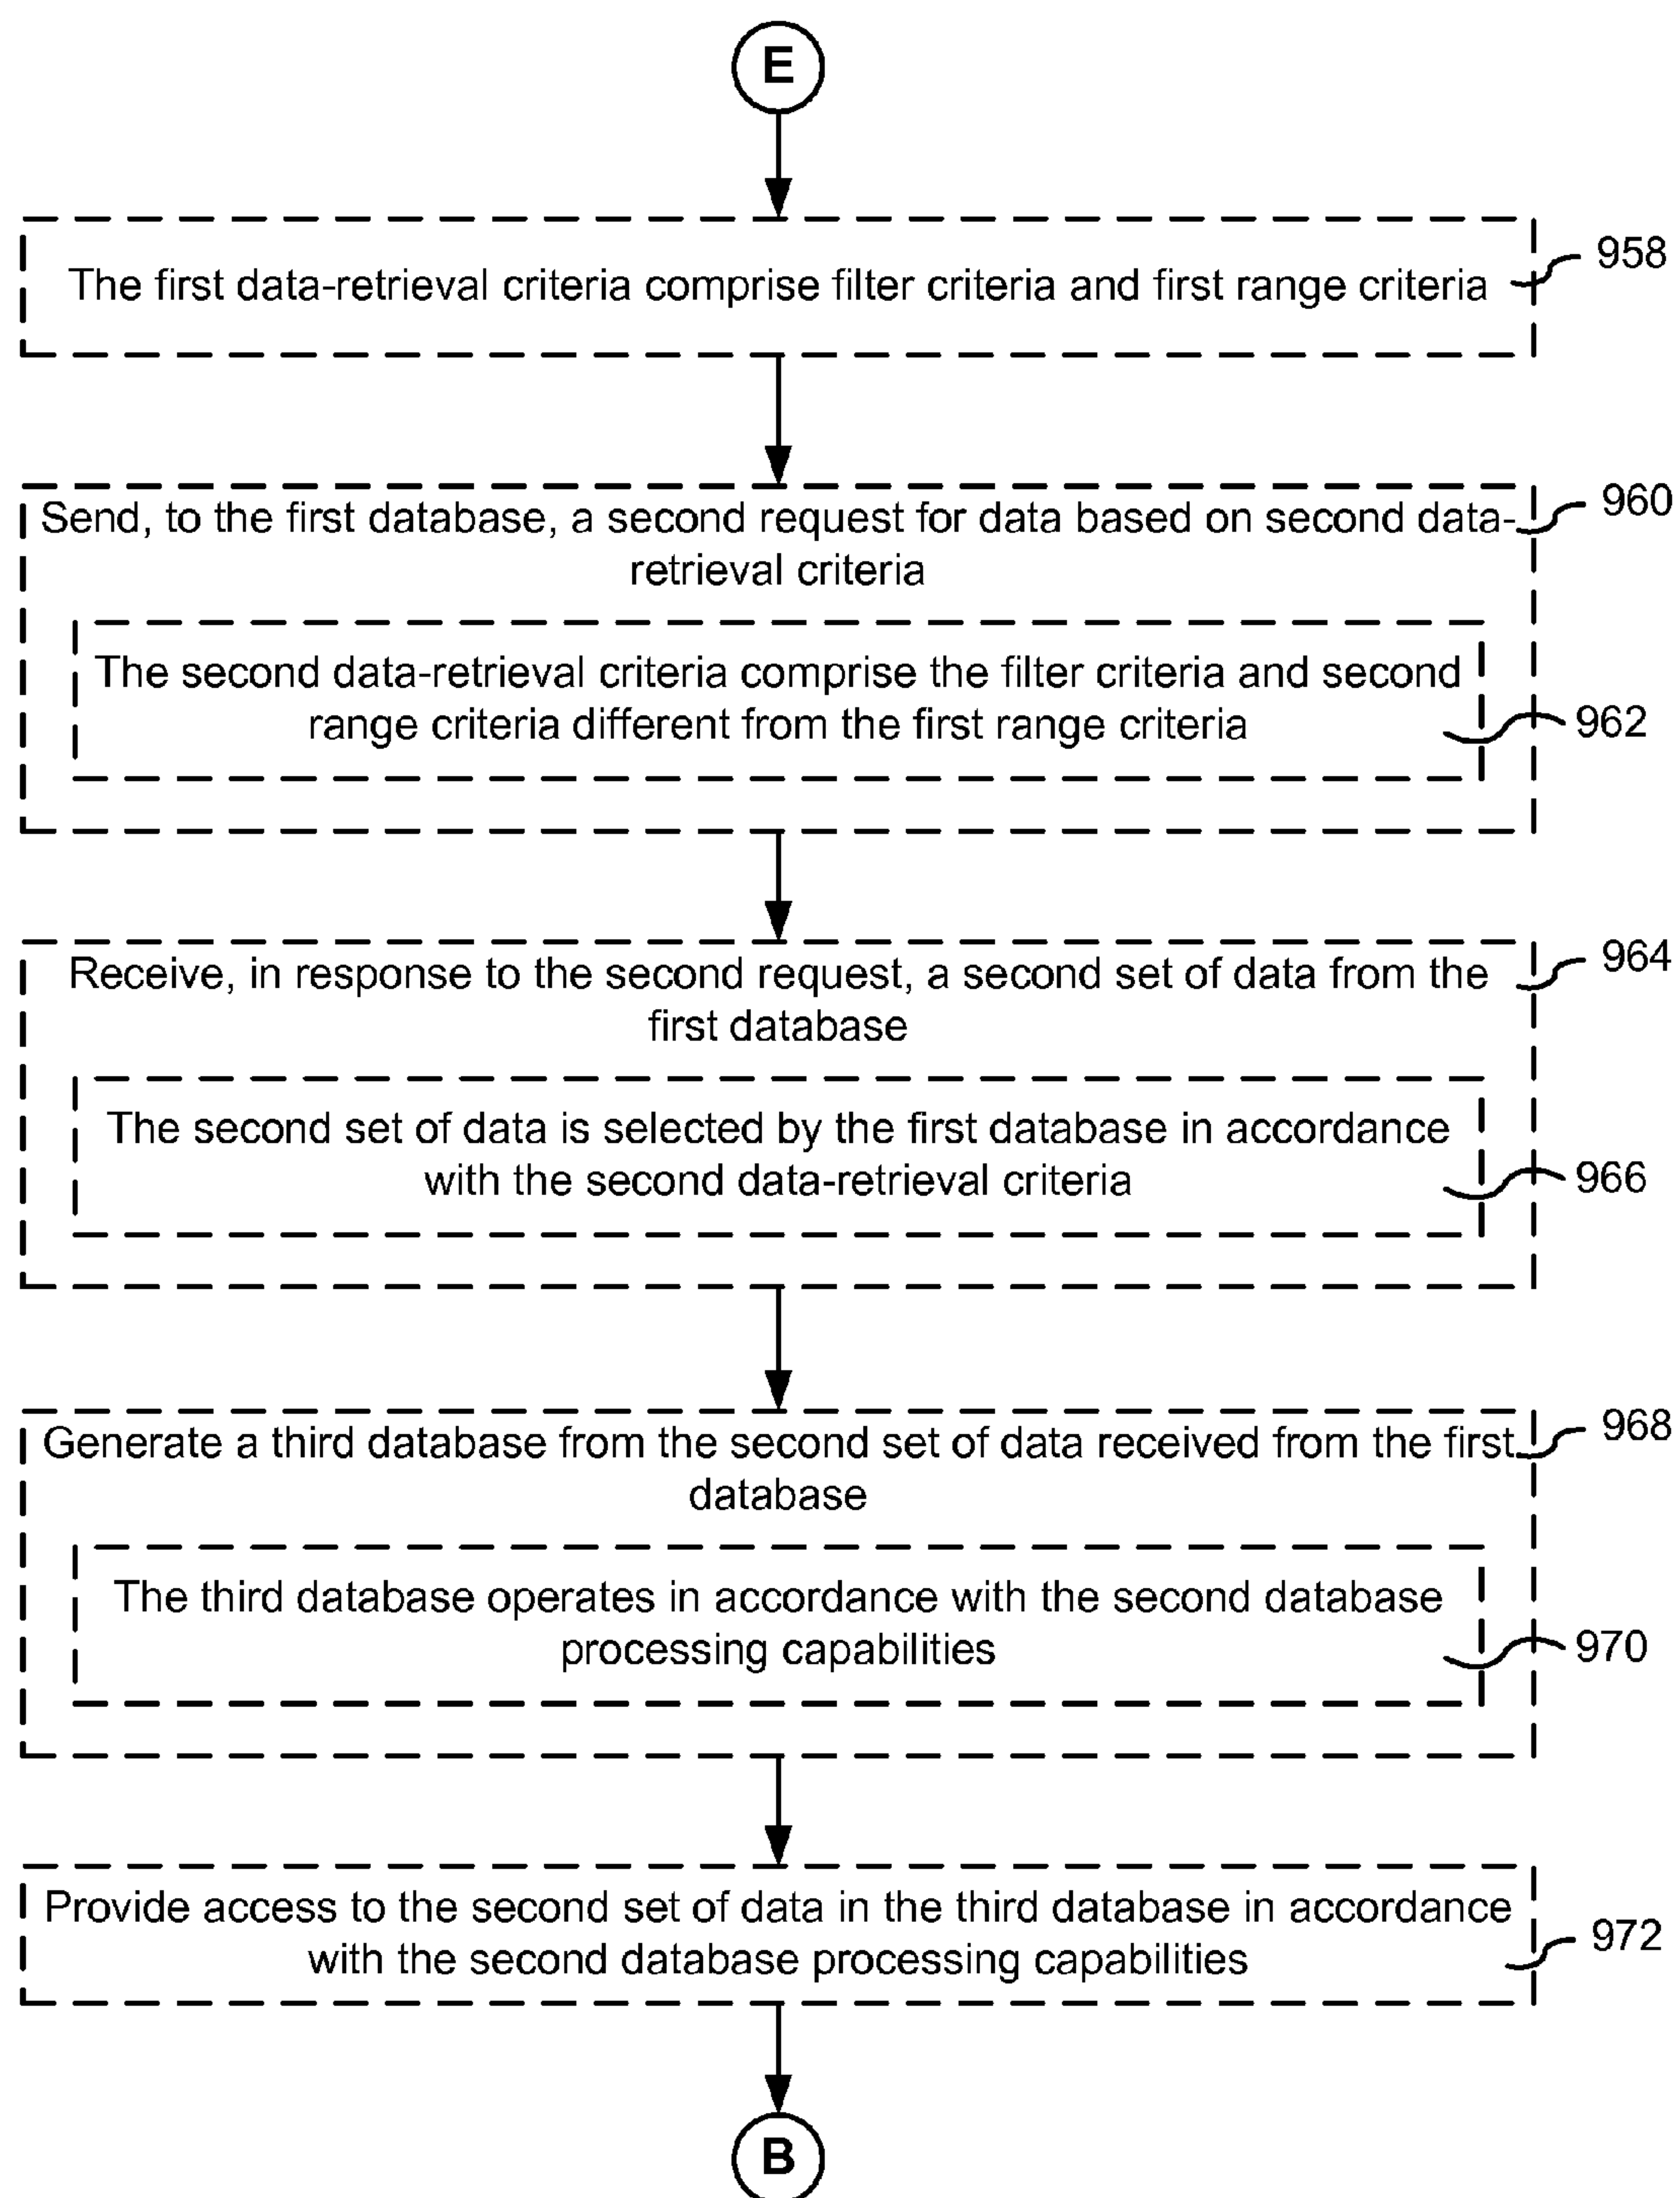 E
The first data-retrieval criteria comprise filter criteria and first range criteria
958
Send, to the first database, a second request for data based on second data-
retrieval criteria
960
The second data-retrieval criteria comprise the filter criteria and second
range criteria different from the first range criteria
962
Receive, in response to the second request, a second set of data from the
first database
964
The second set of data is selected by the first database in accordance
with the second data-retrieval criteria
966
Generate a third database from the second set of data received from the first
database
968
The third database operates in accordance with the second database
processing capabilities
970
Provide access to the second set of data in the third database in accordance
with the second database processing capabilities
972
B